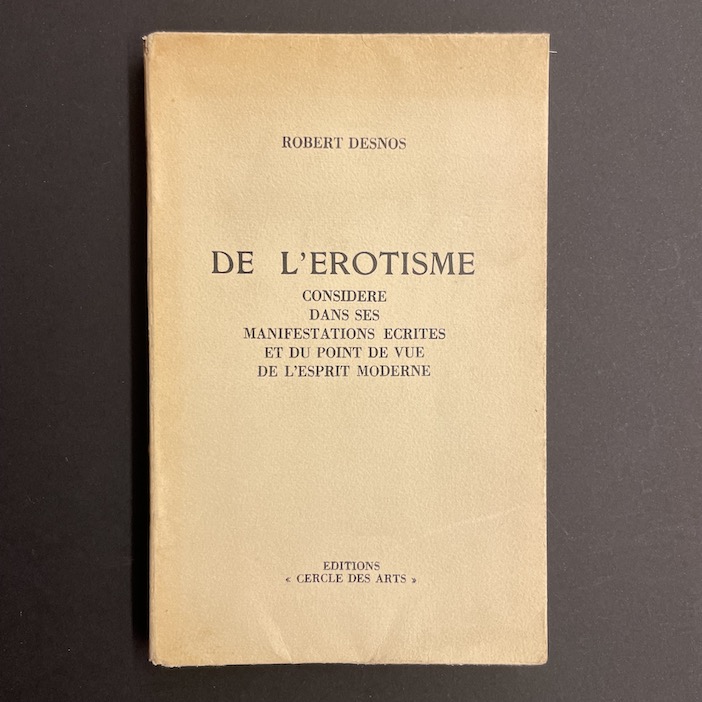 ROBERT DESNOS
DE L'EROTISME
CONSIDERE
DANS SES
MANIFESTATIONS ECRITES
ET DU POINT DE VUE
DE L'ESPRIT MODERNE
EDITIONS
« CERCLE DES ARTS »